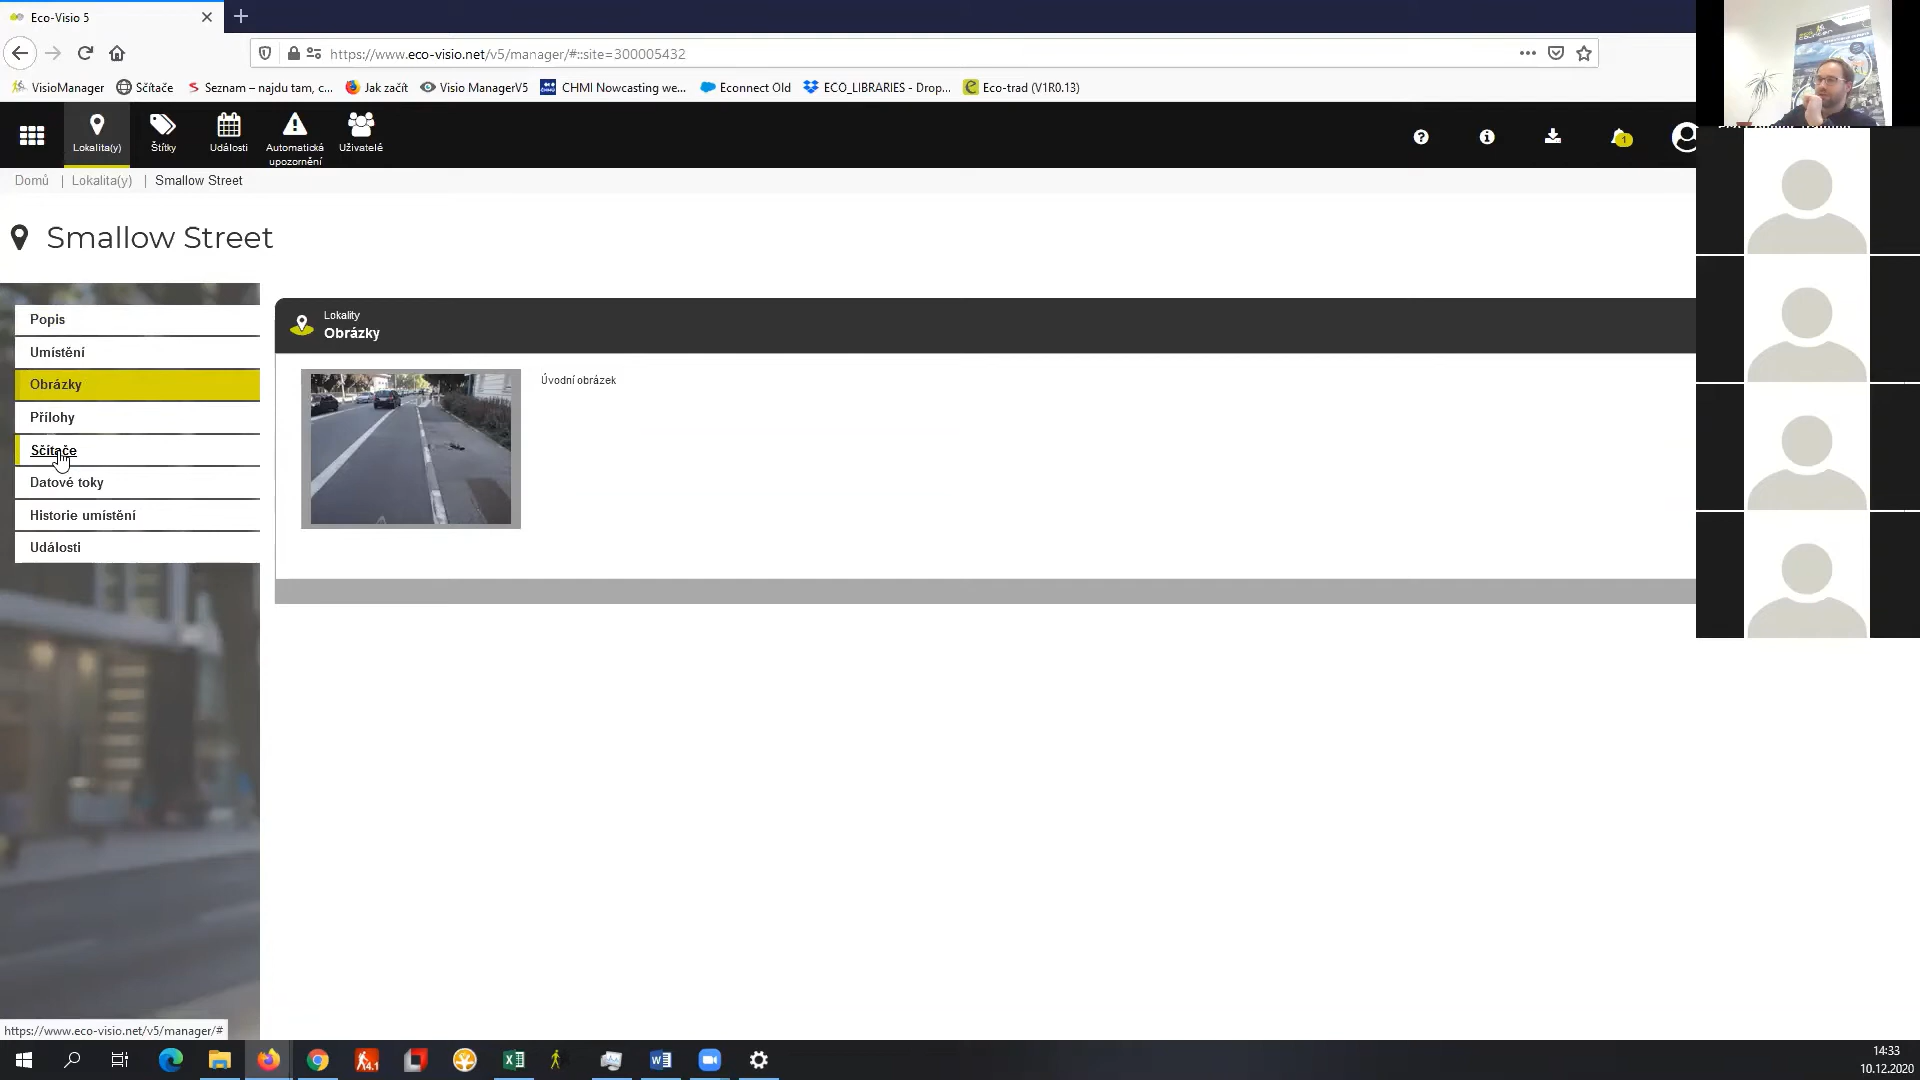 Eco-Visio 5
https://www.eco-visio.net/v5/manager/#::site=300005432
VisioManager
Sčítače
Seznam – najdu tam, c...
Jak začít
Visio ManagerV5
CHMI Nowcasting we...
Econnect Old
ECO_LIBRARIES - Drop...
Eco-trad (V1R0.13)
Lokalita(y)
Štítky
Události
Automatická
upozornění
Uživatelé
1
Domů | Lokalita(y) | Smallow Street
Smallow Street
Popis
Umístění
Obrázky
Přílohy
Sčítače
Datové toky
Historie umístění
Události
Lokality
Obrázky
Úvodní obrázek
https://www.eco-visio.net/v5/manager/#
4.1
14:33
10.12.2020